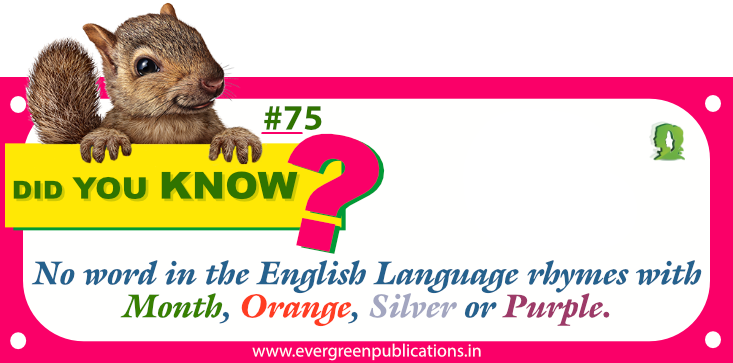 #75
DID YOU KNOW ?
No word in the English Language rhymes with
Month, Orange, Silver or Purple.
www.evergreenpublications.in